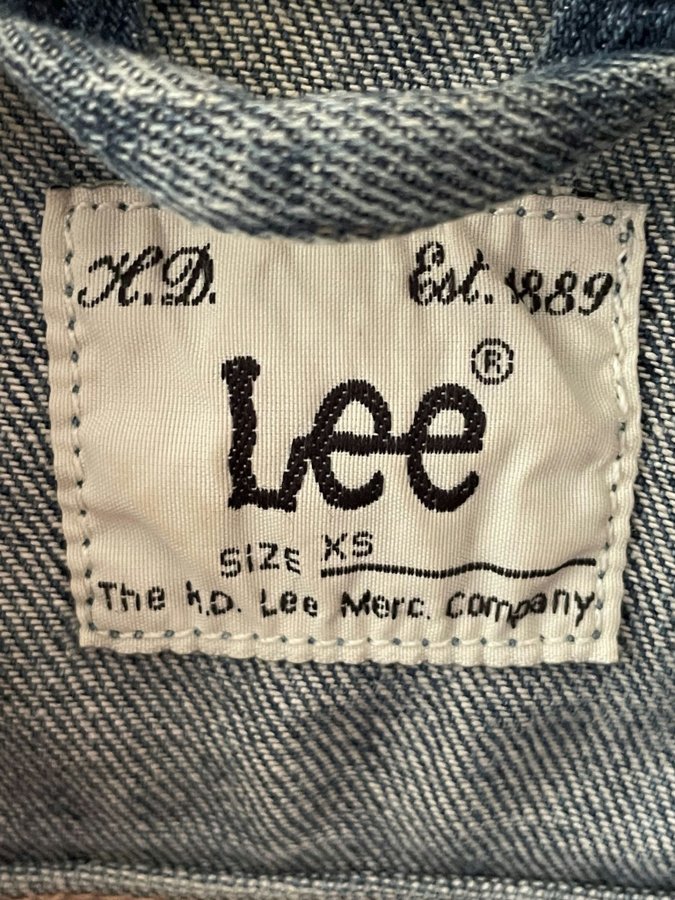 H.D. Est. 1889
Lee®
SIZE XS
The H.D. Lee Merc. Company